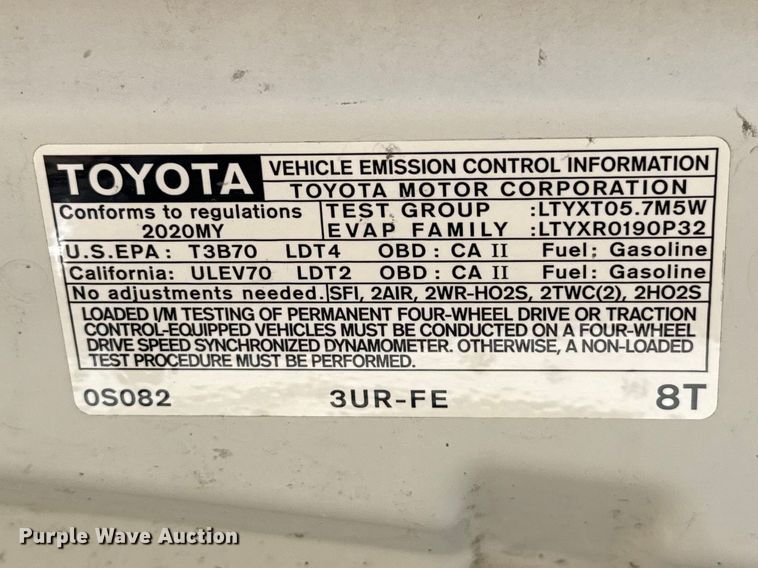 TOYOTA VEHICLE EMISSION CONTROL INFORMATION
TOYOTA MOTOR CORPORATION
Conforms to regulations TEST GROUP :LTYXT05.7M5W
2020MY EVAP FAMILY :LTYXR0190P32
U.S.EPA : T3B70 LDT4 OBD : CA II Fuel: Gasoline
California: ULEV70 LDT2 OBD : CA II Fuel: Gasoline
No adjustments needed. SFI, 2AIR, 2WR-HO2S, 2TWC(2), 2HO2S
LOADED I/M TESTING OF PERMANENT FOUR-WHEEL DRIVE OR TRACTION
CONTROL-EQUIPPED VEHICLES MUST BE CONDUCTED ON A FOUR-WHEEL
DRIVE SPEED SYNCHRONIZED DYNAMOMETER. OTHERWISE, A NON-LOADED
TEST PROCEDURE MUST BE PERFORMED.
0S082 3UR-FE 8T
Purple Wave Auction